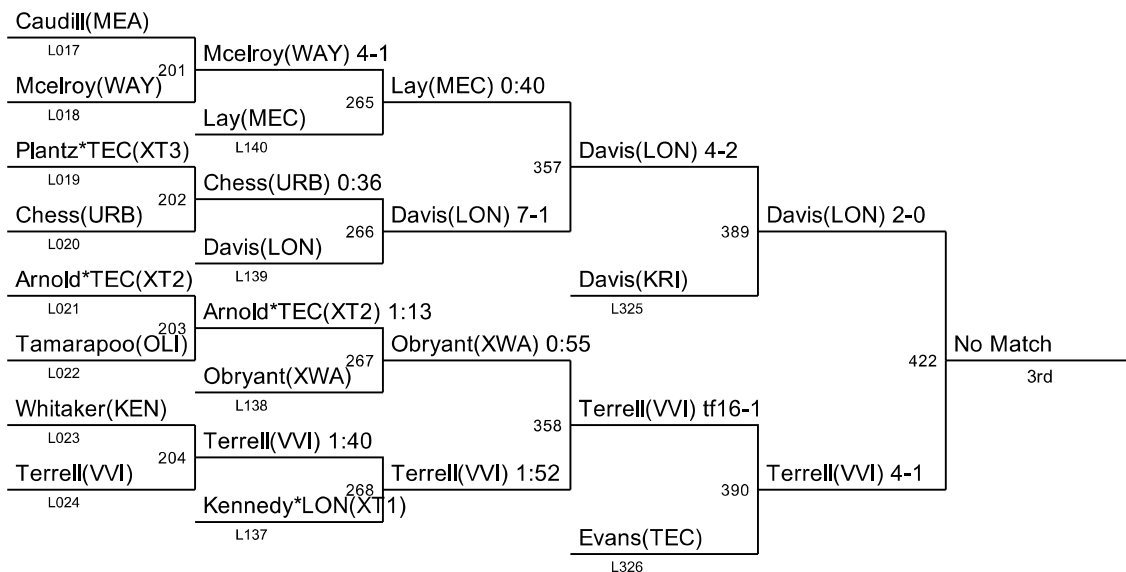 Caudill(MEA)
L017
201
Mcelroy(WAY) 4-1
Mcelroy(WAY)
L018
265
Lay(MEC) 0:40
Lay(MEC)
L140
Plantz*TEC(XT3)
L019
357
Davis(LON) 4-2
202
Chess(URB) 0:36
Chess(URB)
L020
266
Davis(LON) 7-1
389
Davis(LON) 2-0
Davis(LON)
L139
Arnold*TEC(XT2)
L021
Davis(KRI)
L325
203
Arnold*TEC(XT2) 1:13
Tamarapoo(OLI)
L022
267
Obryant(XWA) 0:55
422
No Match
3rd
Obryant(XWA)
L138
Whitaker(KEN)
L023
358
Terrell(VVI) tf16-1
204
Terrell(VVI) 1:40
Terrell(VVI)
L024
268
Terrell(VVI) 1:52
390
Terrell(VVI) 4-1
Kennedy*LON(XT1)
L137
Evans(TEC)
L326